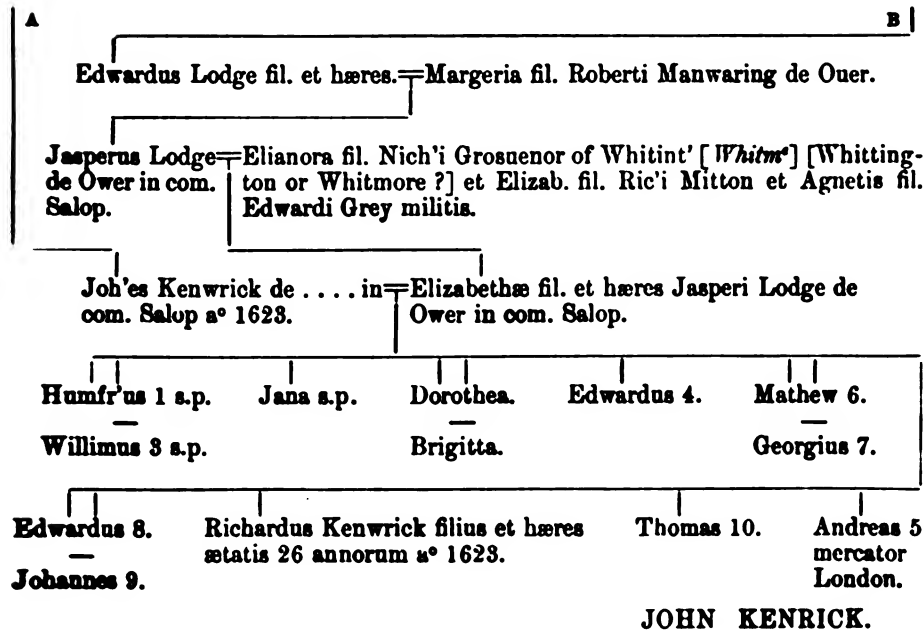 A B
Edwardus Lodge fil. et hæres.=Margeria fil. Roberti Manwaring de Ouer.
Jasperus Lodge=Elianora fil. Nich'i Grosuenor of Whitint' [Whitmᵉ] [Whitting-
de Ower in com. ton or Whitmore ?] et Elizab. fil. Ric'i Mitton et Agnetis fil.
Salop. Edwardi Grey militis.
Joh'es Kenwrick de . . . . in=Elizabethæ fil. et hæres Jasperi Lodge de
com. Salop aº 1623. Ower in com. Salop.
Humfr'us 1 s.p. Jana s.p. Dorothea. Edwardus 4. Mathew 6.
Willimus 3 s.p. Brigitta. Georgius 7.
Edwardus 8. Richardus Kenwrick filius et hæres Thomas 10. Andreas 5
ætatis 26 annorum aº 1623. mercator
Johannes 9. London.
JOHN KENRICK.